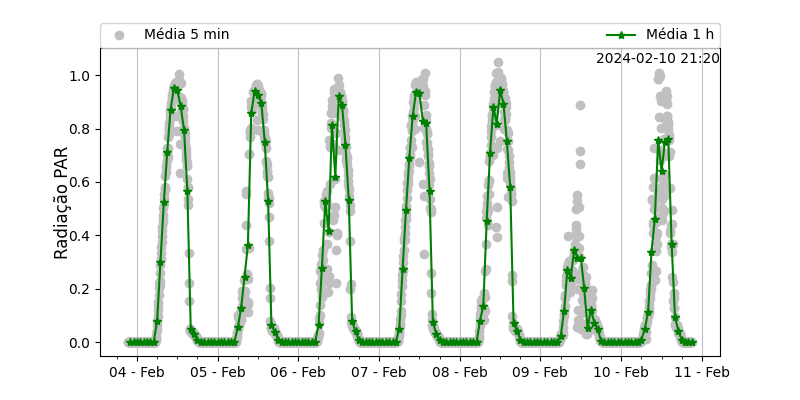 Média 5 min
Média 1 h
2024-02-10 21:20
Radiação PAR
1.0
0.8
0.6
0.4
0.2
0.0
04 - Feb
05 - Feb
06 - Feb
07 - Feb
08 - Feb
09 - Feb
10 - Feb
11 - Feb